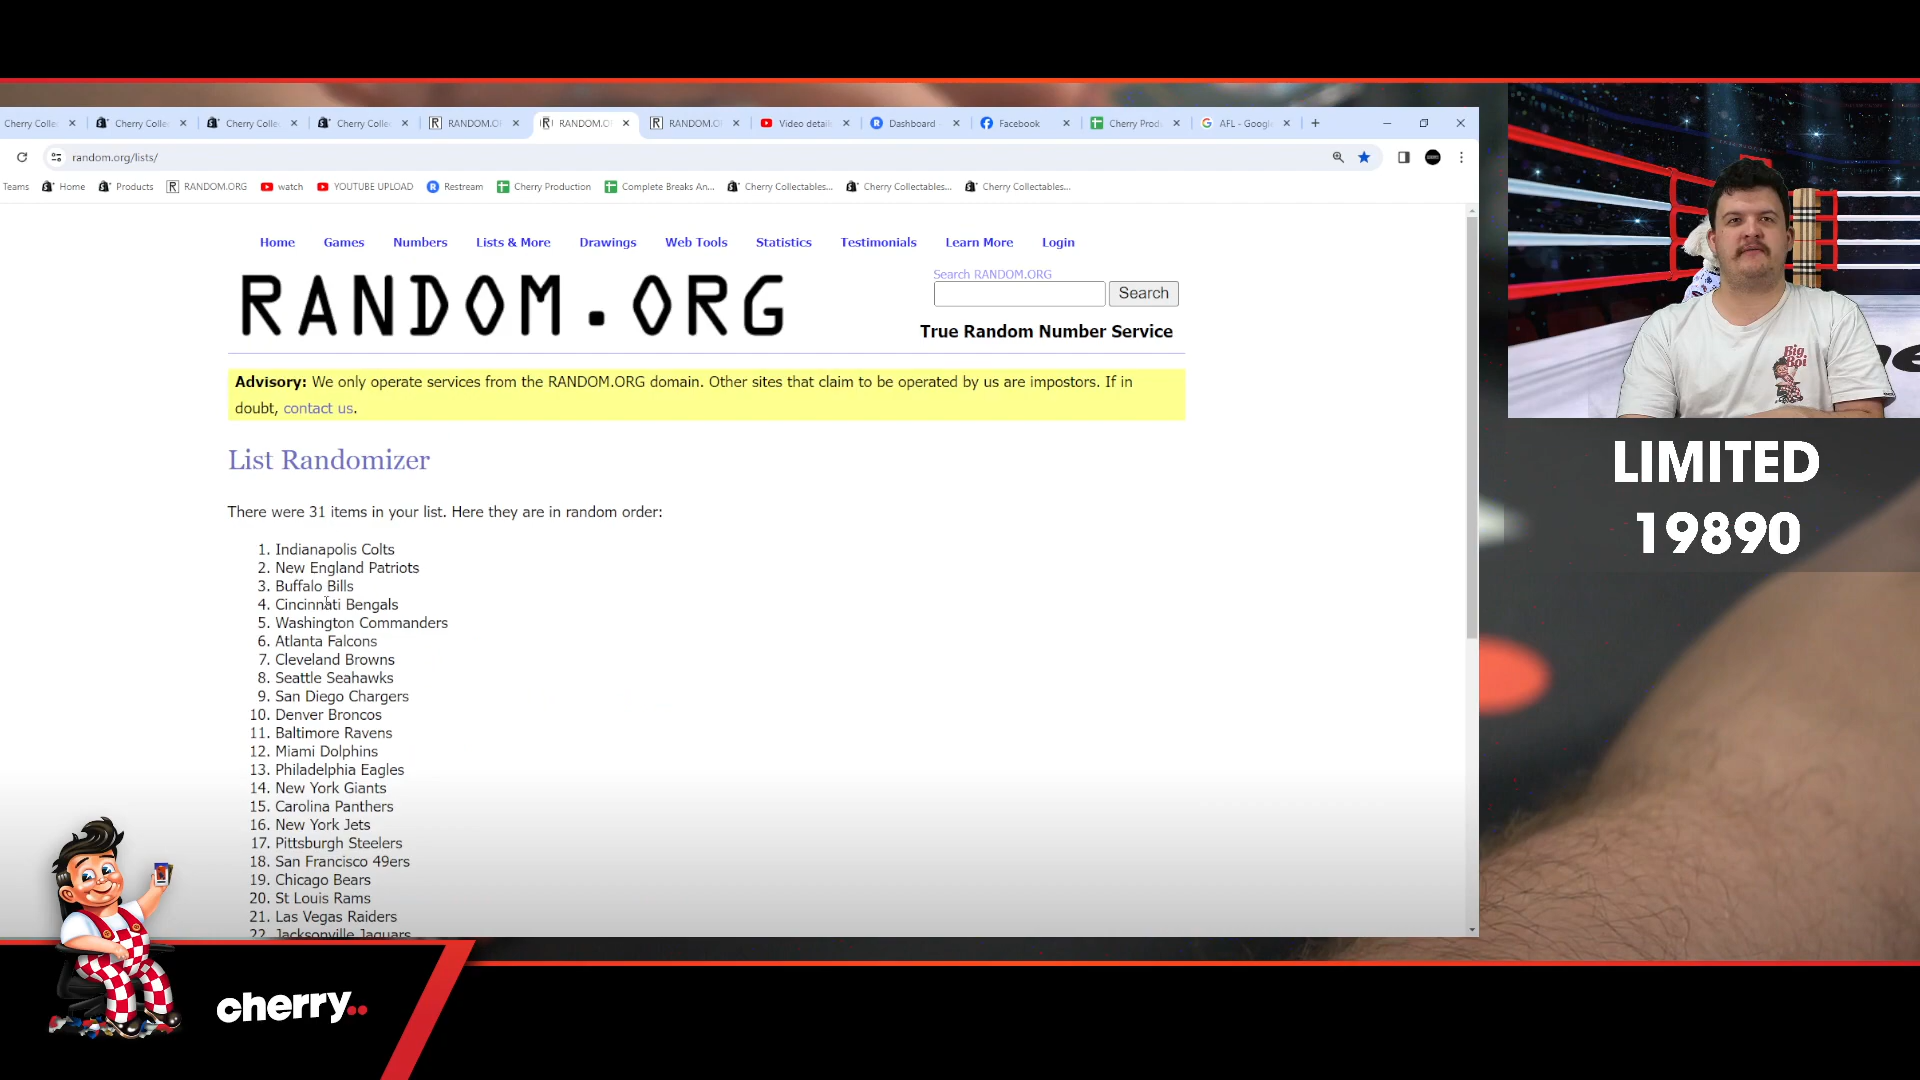 Cherry Colle
Cherry Colle
Cherry Colle
Cherry Colle
RANDOM.O
RANDOM.O
RANDOM.O
Video detail
Dashboard
Facebook
Cherry Prod
AFL - Googl
random.org/lists/
Teams
Home
Products
RANDOM.ORG
watch
YOUTUBE UPLOAD
Restream
Cherry Production
Complete Breaks An...
Cherry Collectables...
Cherry Collectables...
Cherry Collectables...
Home Games Numbers Lists & More Drawings Web Tools Statistics Testimonials Learn More Login
RANDOM.ORG
Search RANDOM.ORG
Search
True Random Number Service
Advisory: We only operate services from the RANDOM.ORG domain. Other sites that claim to be operated by us are impostors. If in
doubt, contact us.
List Randomizer
There were 31 items in your list. Here they are in random order:
1. Indianapolis Colts
2. New England Patriots
3. Buffalo Bills
4. Cincinnati Bengals
5. Washington Commanders
6. Atlanta Falcons
7. Cleveland Browns
8. Seattle Seahawks
9. San Diego Chargers
10. Denver Broncos
11. Baltimore Ravens
12. Miami Dolphins
13. Philadelphia Eagles
14. New York Giants
15. Carolina Panthers
16. New York Jets
17. Pittsburgh Steelers
18. San Francisco 49ers
19. Chicago Bears
20. St Louis Rams
21. Las Vegas Raiders
22. Jacksonville Jaguars
Big
Boi
LIMITED
19890
cherry..